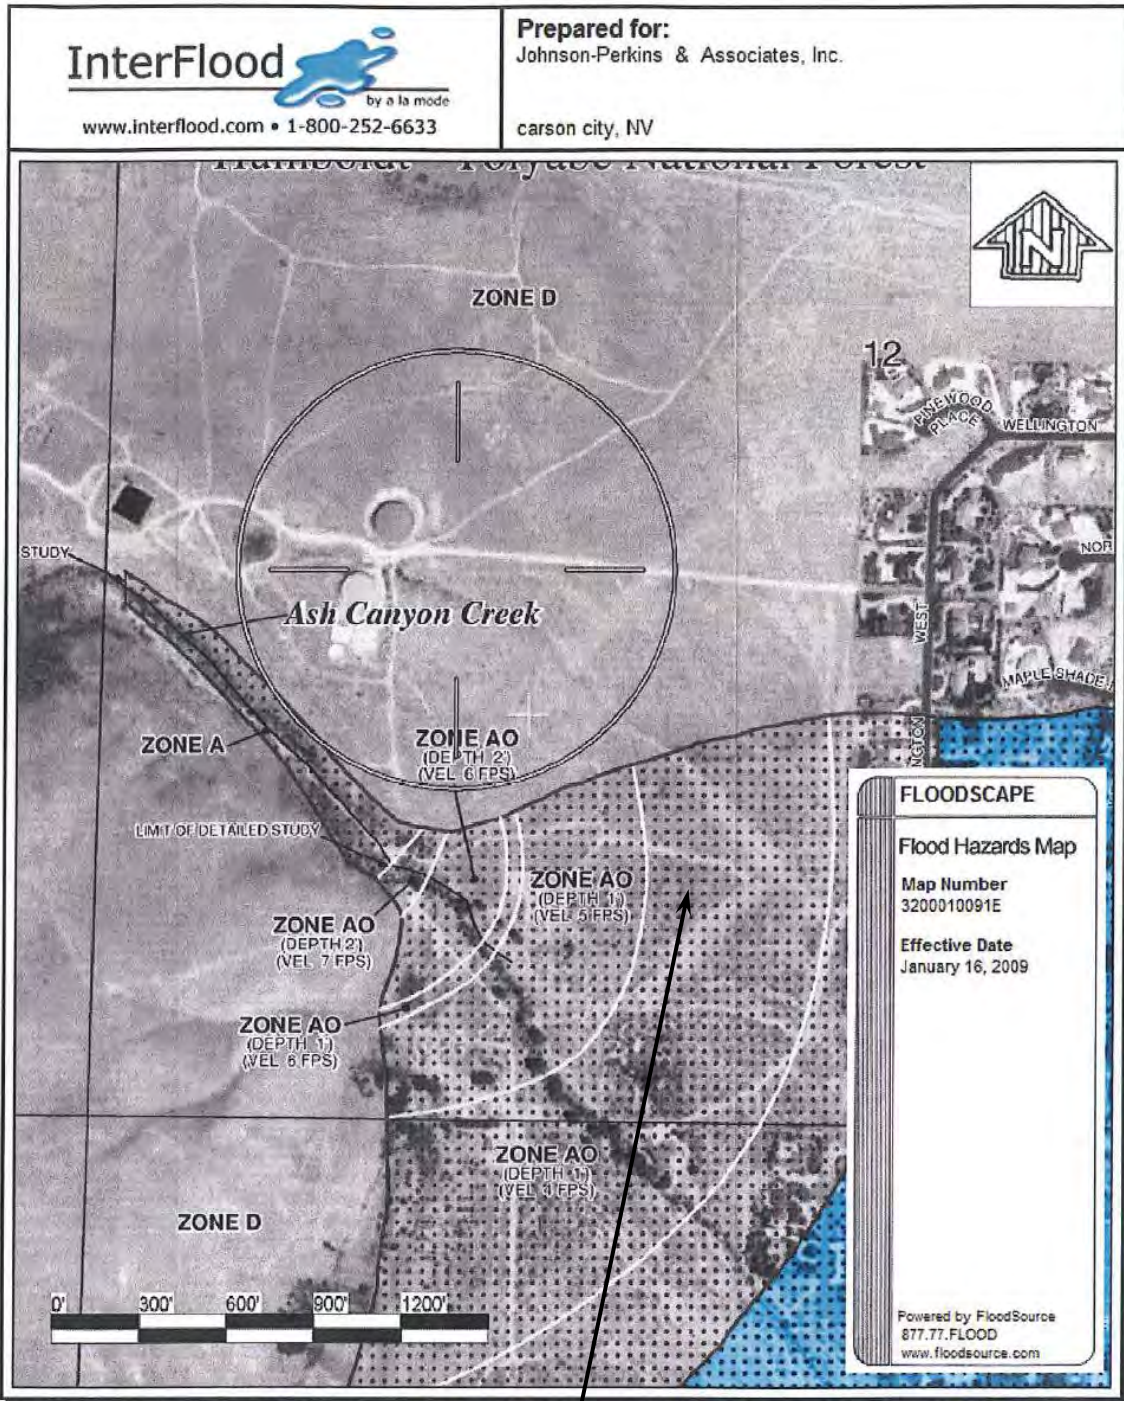 InterFlood
by a la mode
www.interflood.com • 1-800-252-6633
Prepared for:
Johnson-Perkins & Associates, Inc.
carson city, NV
Humboldt - Toiyabe National Forest
N
ZONE D
12
PINEWOOD
PLACE
WELLINGTON
STUDY
NOR
Ash Canyon Creek
WEST
MAPLE SHADE
ZONE A
ZONE AO
(DEPTH 2')
(VEL 6 FPS)
NGTON
LIMIT OF DETAILED STUDY
ZONE AO
(DEPTH 1')
(VEL 5 FPS)
ZONE AO
(DEPTH 2')
(VEL 7 FPS)
ZONE AO
(DEPTH 1')
(VEL 6 FPS)
ZONE AO
(DEPTH 1')
(VEL 4 FPS)
ZONE D
0' 300' 600' 900' 1200'
FLOODSCAPE
Flood Hazards Map
Map Number
3200010091E
Effective Date
January 16, 2009
Powered by FloodSource
877.77.FLOOD
www.floodsource.com